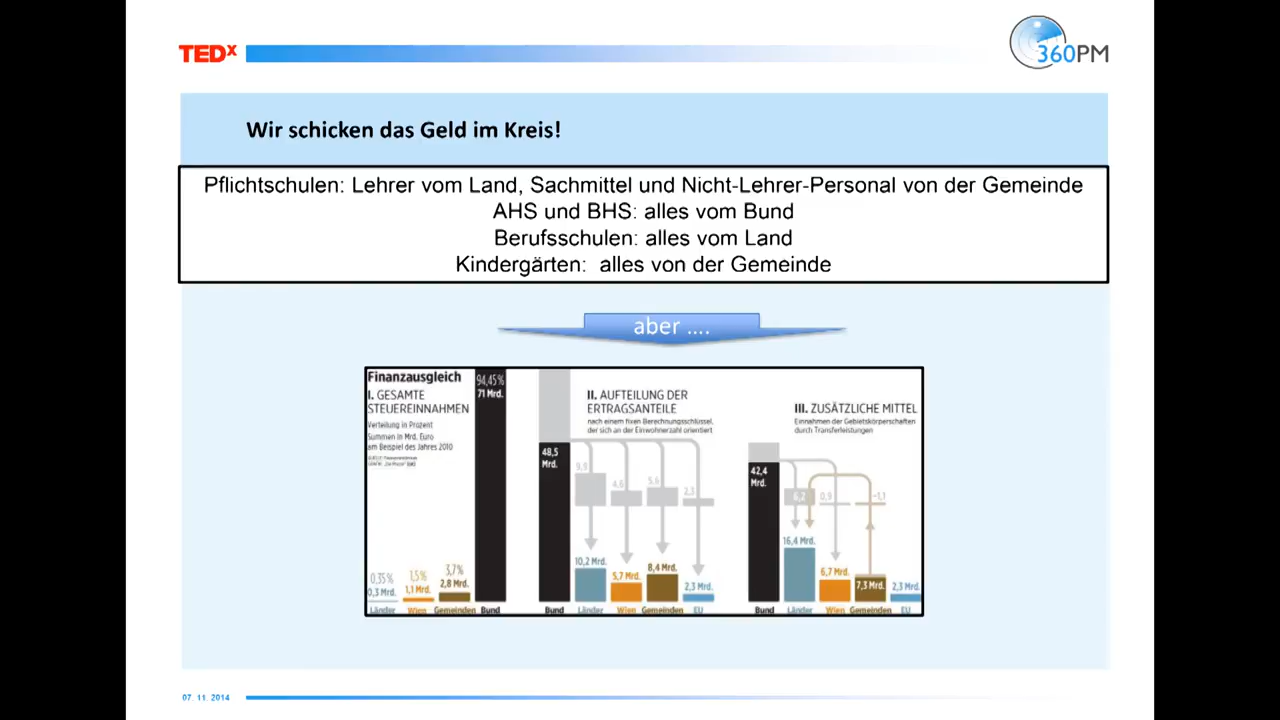 TEDx
360PM
Wir schicken das Geld im Kreis!
Pflichtschulen: Lehrer vom Land, Sachmittel und Nicht-Lehrer-Personal von der Gemeinde
AHS und BHS: alles vom Bund
Berufsschulen: alles vom Land
Kindergärten: alles von der Gemeinde
aber ....
Finanzausgleich
I. GESAMTE
STEUEREINNAHMEN
Verteilung in Prozent
Summen in Mrd. Euro
am Beispiel des Jahres 2010
0,35%
0,3 Mrd.
Länder
1,5%
1,1 Mrd.
Wien
3,7%
2,8 Mrd.
Gemeinden
94,45%
71 Mrd.
Bund
II. AUFTEILUNG DER
ERTRAGSANTEILE
nach einem fixen Berechnungsschlüssel,
der sich an der Einwohnerzahl orientiert
48,5
Mrd.
Bund
9,9
10,2 Mrd.
Länder
4,6
5,7 Mrd.
Wien
5,6
8,4 Mrd.
Gemeinden
2,3
2,3 Mrd.
EU
III. ZUSÄTZLICHE MITTEL
Einnahmen der Gebietskörperschaften
durch Transferleistungen
42,4
Mrd.
Bund
6,2
16,4 Mrd.
Länder
0,9
6,7 Mrd.
Wien
-1,1
7,3 Mrd.
Gemeinden
2,3 Mrd.
EU
07. 11. 2014